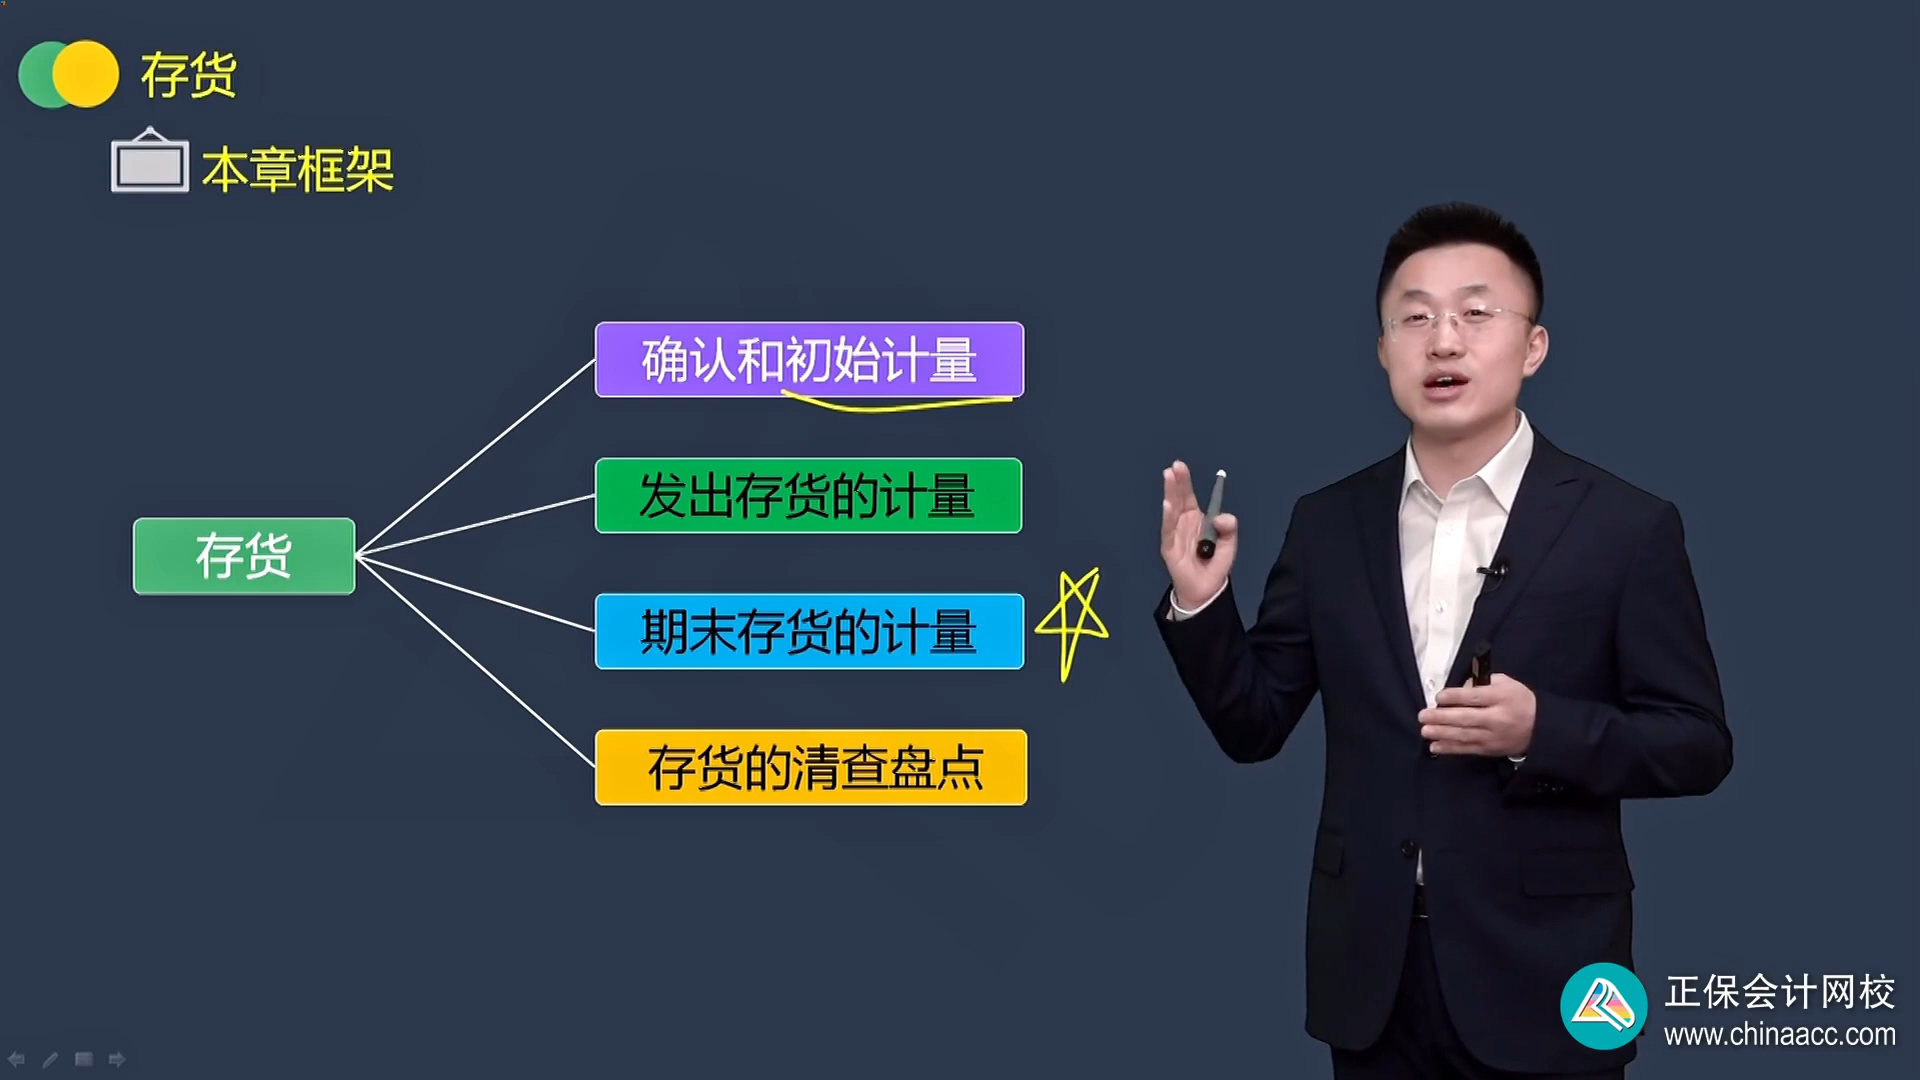 存货
本章框架
确认和初始计量
发出存货的计量
存货
期末存货的计量
存货的清查盘点
正保会计网校
www.chinaacc.com